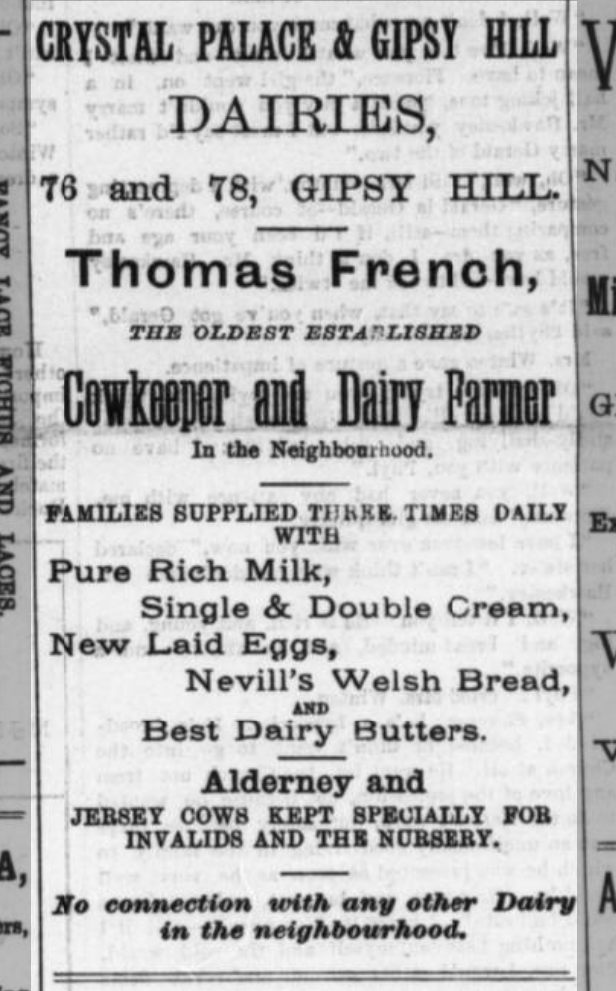 CRYSTAL PALACE & GIPSY HILL
DAIRIES,
76 and 78, GIPSY HILL.
Thomas French,
THE OLDEST ESTABLISHED
Cowkeeper and Dairy Farmer
In the Neighbourhood.
FAMILIES SUPPLIED THREE TIMES DAILY
WITH
Pure Rich Milk,
Single & Double Cream,
New Laid Eggs,
Nevill's Welsh Bread,
AND
Best Dairy Butters.
Alderney and
JERSEY COWS KEPT SPECIALLY FOR
INVALIDS AND THE NURSERY.
No connection with any other Dairy
in the neighbourhood.